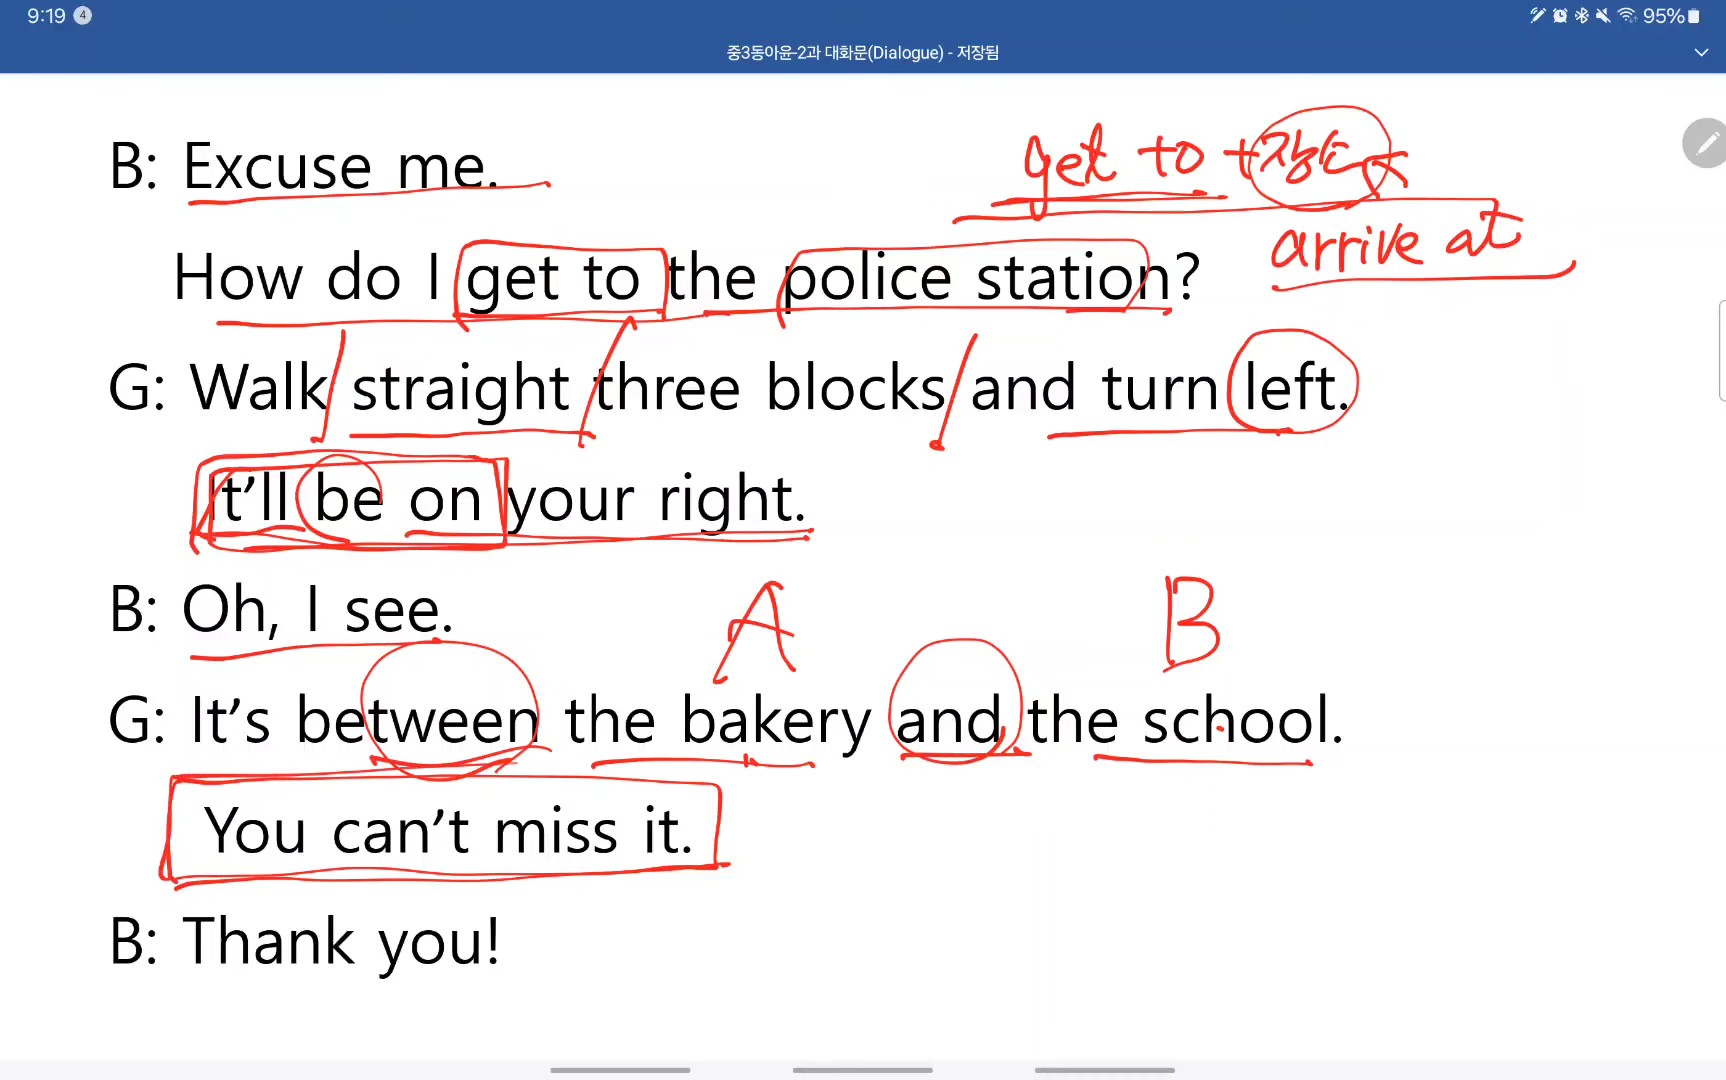 9:19 4 95%
중3동아윤-2과 대화문(Dialogue) - 저장됨
B: Excuse me.
get to +장소
arrive at
How do I get to the police station?
G: Walk straight three blocks and turn left.
It’ll be on your right.
B: Oh, I see.
A B
G: It’s between the bakery and the school.
You can’t miss it.
B: Thank you!